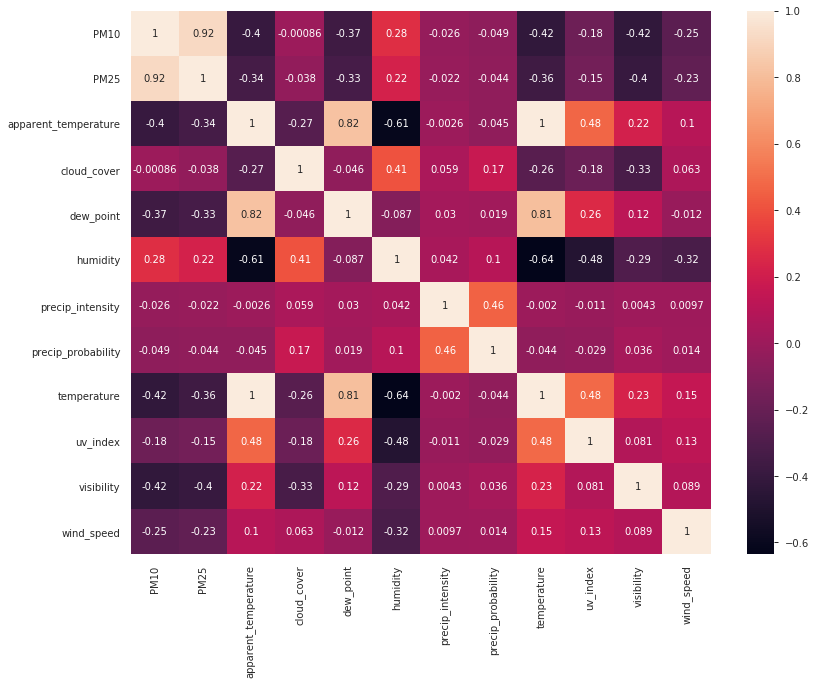 1.0
PM10 1 0.92 -0.4 -0.00086 -0.37 0.28 -0.026 -0.049 -0.42 -0.18 -0.42 -0.25
0.8
PM25 0.92 1 -0.34 -0.038 -0.33 0.22 -0.022 -0.044 -0.36 -0.15 -0.4 -0.23
apparent_temperature -0.4 -0.34 1 -0.27 0.82 -0.61 -0.0026 -0.045 1 0.48 0.22 0.1
0.6
cloud_cover -0.00086 -0.038 -0.27 1 -0.046 0.41 0.059 0.17 -0.26 -0.18 -0.33 0.063
0.4
dew_point -0.37 -0.33 0.82 -0.046 1 -0.087 0.03 0.019 0.81 0.26 0.12 -0.012
humidity 0.28 0.22 -0.61 0.41 -0.087 1 0.042 0.1 -0.64 -0.48 -0.29 -0.32
0.2
precip_intensity -0.026 -0.022 -0.0026 0.059 0.03 0.042 1 0.46 -0.002 -0.011 0.0043 0.0097
0.0
precip_probability -0.049 -0.044 -0.045 0.17 0.019 0.1 0.46 1 -0.044 -0.029 0.036 0.014
temperature -0.42 -0.36 1 -0.26 0.81 -0.64 -0.002 -0.044 1 0.48 0.23 0.15
−0.2
uv_index -0.18 -0.15 0.48 -0.18 0.26 -0.48 -0.011 -0.029 0.48 1 0.081 0.13
−0.4
visibility -0.42 -0.4 0.22 -0.33 0.12 -0.29 0.0043 0.036 0.23 0.081 1 0.089
wind_speed -0.25 -0.23 0.1 0.063 -0.012 -0.32 0.0097 0.014 0.15 0.13 0.089 1
−0.6
PM10
PM25
apparent_temperature
cloud_cover
dew_point
humidity
precip_intensity
precip_probability
temperature
uv_index
visibility
wind_speed